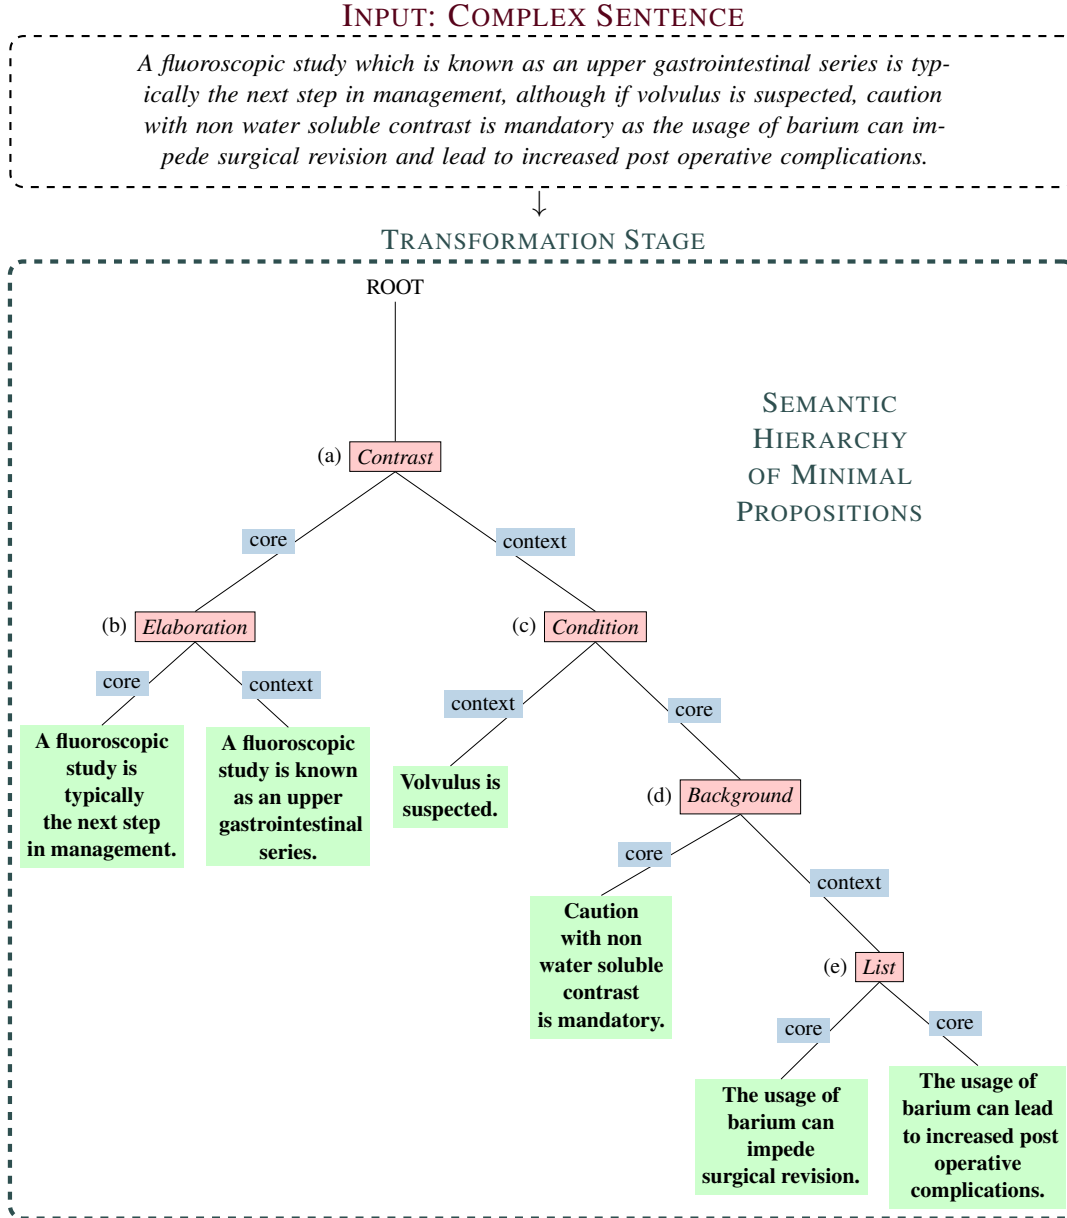 INPUT: COMPLEX SENTENCE
A fluoroscopic study which is known as an upper gastrointestinal series is typ-
ically the next step in management, although if volvulus is suspected, caution
with non water soluble contrast is mandatory as the usage of barium can im-
pede surgical revision and lead to increased post operative complications.
↓
TRANSFORMATION STAGE
ROOT
SEMANTIC
HIERARCHY
OF MINIMAL
PROPOSITIONS
(a) Contrast
core
context
(b) Elaboration
(c) Condition
core
context
context
core
A fluoroscopic
study is
typically
the next step
in management.
A fluoroscopic
study is known
as an upper
gastrointestinal
series.
Volvulus is
suspected.
(d) Background
core
context
Caution
with non
water soluble
contrast
is mandatory.
(e) List
core
core
The usage of
barium can
impede
surgical revision.
The usage of
barium can lead
to increased post
operative
complications.